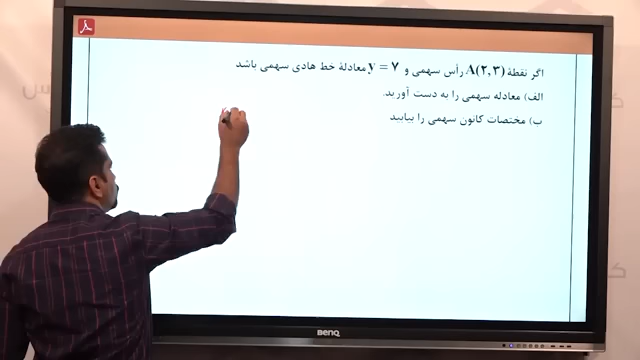 اگر نقطهٔ A(۲,۳) رأس سهمی و y = ۷ معادلهٔ خط هادی سهمی باشد
الف) معادله سهمی را به دست آورید.
ب) مختصات کانون سهمی را بیابید
BenQ